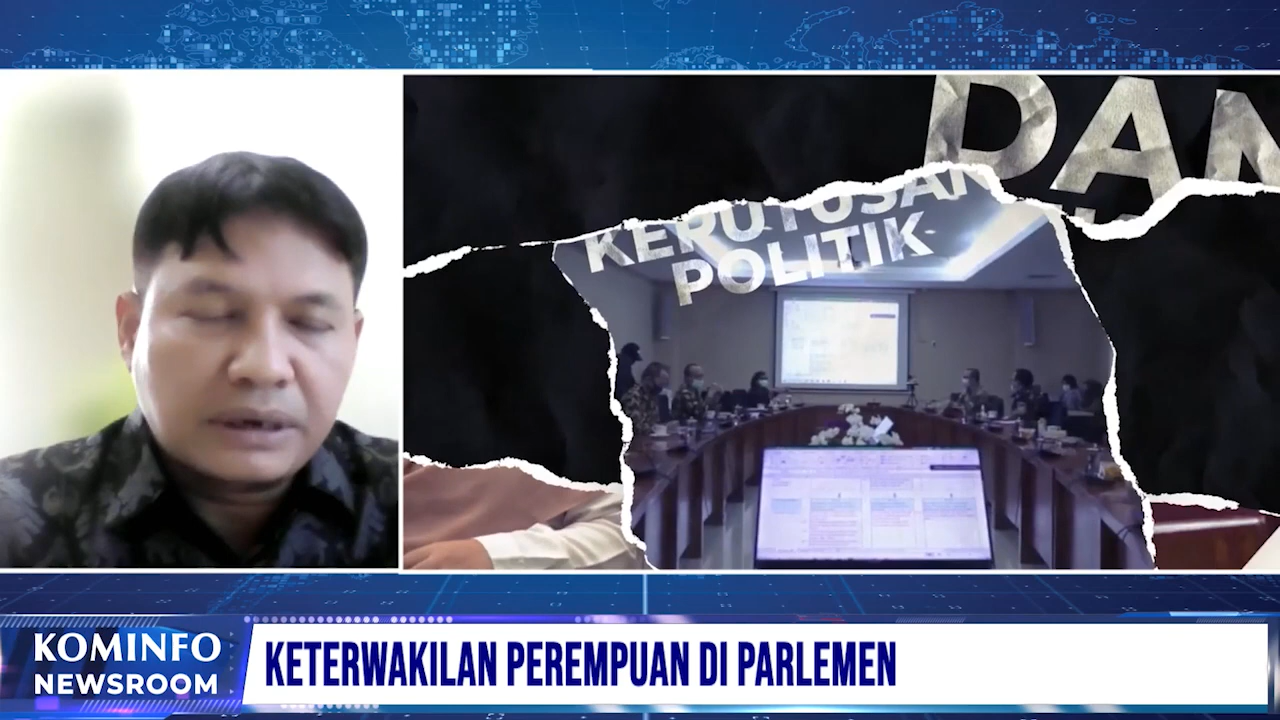 DAN
KEPUTUSAN
POLITIK
KOMINFO
NEWSROOM
KETERWAKILAN PEREMPUAN DI PARLEMEN